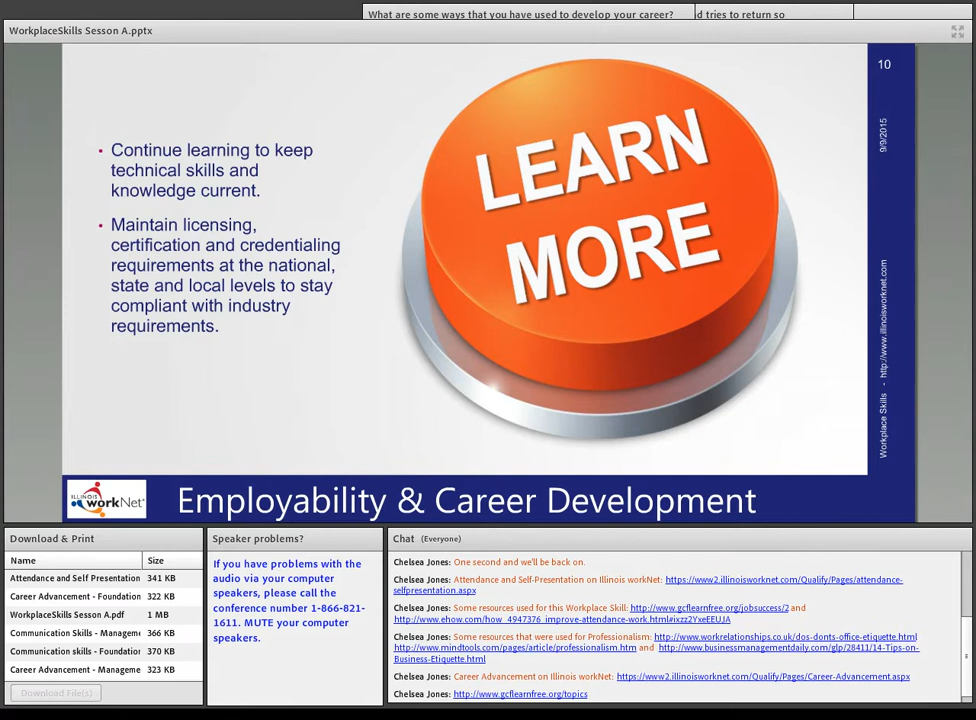 What are some ways that you have used to develop your career?
d tries to return so
WorkplaceSkills Sesson A.pptx
10
9/9/2015
Workplace Skills - http://www.illinoisworknet.com
• Continue learning to keep
technical skills and
knowledge current.
• Maintain licensing,
certification and credentialing
requirements at the national,
state and local levels to stay
compliant with industry
requirements.
LEARN
MORE
ILLINOIS
workNet®
Employability & Career Development
Download & Print
Name Size
Attendance and Self Presentation 341 KB
Career Advancement - Foundation 322 KB
WorkplaceSkills Sesson A.pdf 1 MB
Communication Skills - Manageme 366 KB
Communication skills - Foundation 370 KB
Career Advancement - Manageme 323 KB
Download File(s)
Speaker problems?
If you have problems with the
audio via your computer
speakers, please call the
conference number 1-866-821-
1611. MUTE your computer
speakers.
Chat (Everyone)
Chelsea Jones: One second and we'll be back on.
Chelsea Jones: Attendance and Self-Presentation on Illinois workNet: https://www2.illinoisworknet.com/Qualify/Pages/attendance-
selfpresentation.aspx
Chelsea Jones: Some resources used for this Workplace Skill: http://www.gcflearnfree.org/jobsuccess/2 and
http://www.ehow.com/how_4947376_improve-attendance-work.html#ixzz2YxeEEUJA
Chelsea Jones: Some resources that were used for Professionalism: http://www.workrelationships.co.uk/dos-donts-office-etiquette.html
http://www.mindtools.com/pages/article/professionalism.htm and http://www.businessmanagementdaily.com/glp/28411/14-Tips-on-
Business-Etiquette.html
Chelsea Jones: Career Advancement on Illinois workNet: https://www2.illinoisworknet.com/Qualify/Pages/Career-Advancement.aspx
Chelsea Jones: http://www.gcflearnfree.org/topics